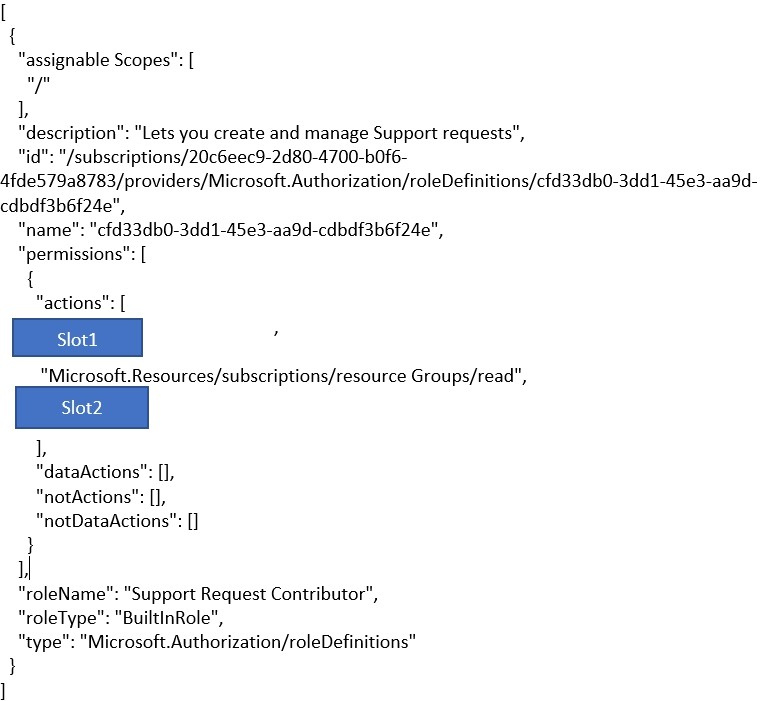 [
{
"assignable Scopes": [
"/"
],
"description": "Lets you create and manage Support requests",
"id": "/subscriptions/20c6eec9-2d80-4700-b0f6-
4fde579a8783/providers/Microsoft.Authorization/roleDefinitions/cfd33db0-3dd1-45e3-aa9d-
cdbdf3b6f24e",
"name": "cfd33db0-3dd1-45e3-aa9d-cdbdf3b6f24e",
"permissions": [
{
"actions": [
Slot1 ,
"Microsoft.Resources/subscriptions/resource Groups/read",
Slot2
],
"dataActions": [],
"notActions": [],
"notDataActions": []
}
],
"roleName": "Support Request Contributor",
"roleType": "BuiltInRole",
"type": "Microsoft.Authorization/roleDefinitions"
}
]